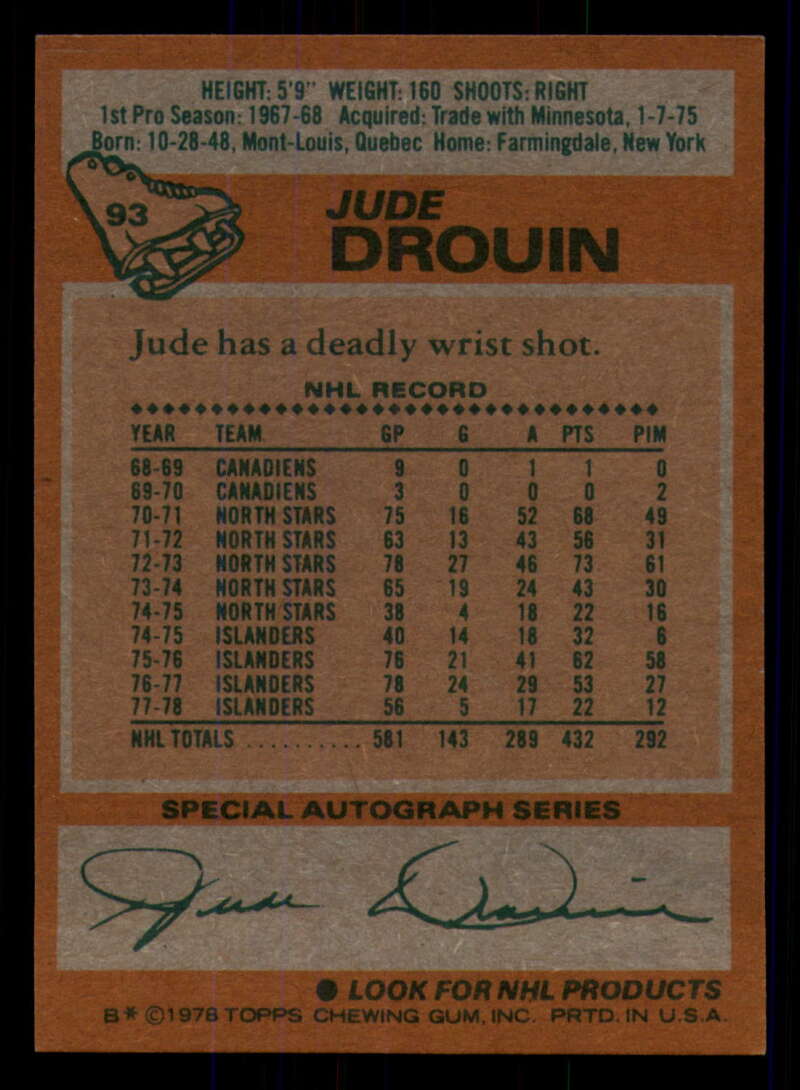 HEIGHT: 5'9" WEIGHT: 160 SHOOTS: RIGHT
1st Pro Season: 1967-68 Acquired: Trade with Minnesota, 1-7-75
Born: 10-28-48, Mont-Louis, Quebec Home: Farmingdale, New York
93
JUDE
DROUIN
Jude has a deadly wrist shot.
NHL RECORD
YEAR TEAM GP G A PTS PIM
68-69 CANADIENS 9 0 1 1 0
69-70 CANADIENS 3 0 0 0 2
70-71 NORTH STARS 75 16 52 68 49
71-72 NORTH STARS 63 13 43 56 31
72-73 NORTH STARS 78 27 46 73 61
73-74 NORTH STARS 65 19 24 43 30
74-75 NORTH STARS 38 4 18 22 16
74-75 ISLANDERS 40 14 18 32 6
75-76 ISLANDERS 76 21 41 62 58
76-77 ISLANDERS 78 24 29 53 27
77-78 ISLANDERS 56 5 17 22 12
NHL TOTALS .......... 581 143 289 432 292
SPECIAL AUTOGRAPH SERIES
Jude Drouin
● LOOK FOR NHL PRODUCTS
B* ©1978 TOPPS CHEWING GUM, INC. PRTD. IN U.S.A.